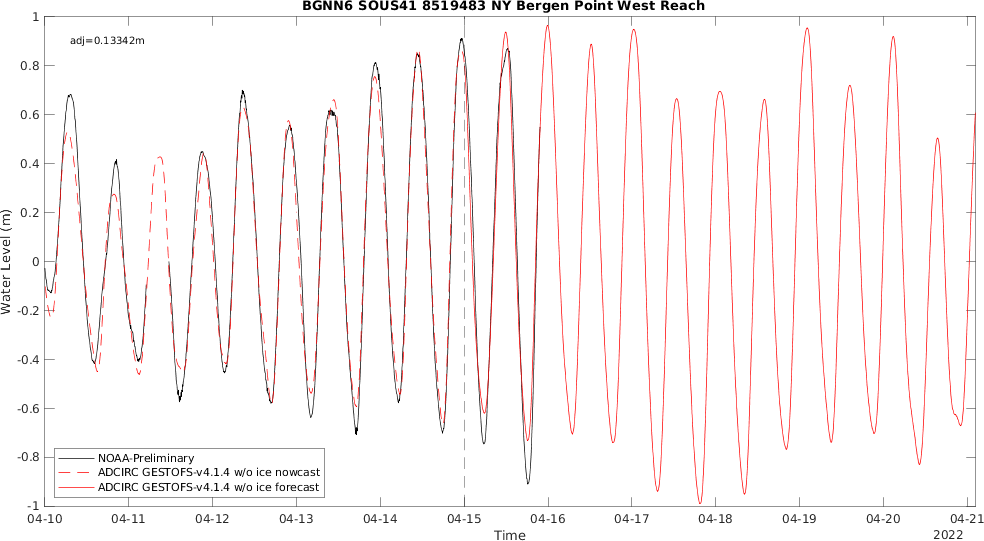 BGNN6 SOUS41 8519483 NY Bergen Point West Reach
adj=0.13342m
1
0.8
0.6
0.4
0.2
0
-0.2
-0.4
-0.6
-0.8
-1
Water Level (m)
NOAA-Preliminary
ADCIRC GESTOFS-v4.1.4 w/o ice nowcast
ADCIRC GESTOFS-v4.1.4 w/o ice forecast
04-10 04-11 04-12 04-13 04-14 04-15 04-16 04-17 04-18 04-19 04-20 04-21
Time
2022